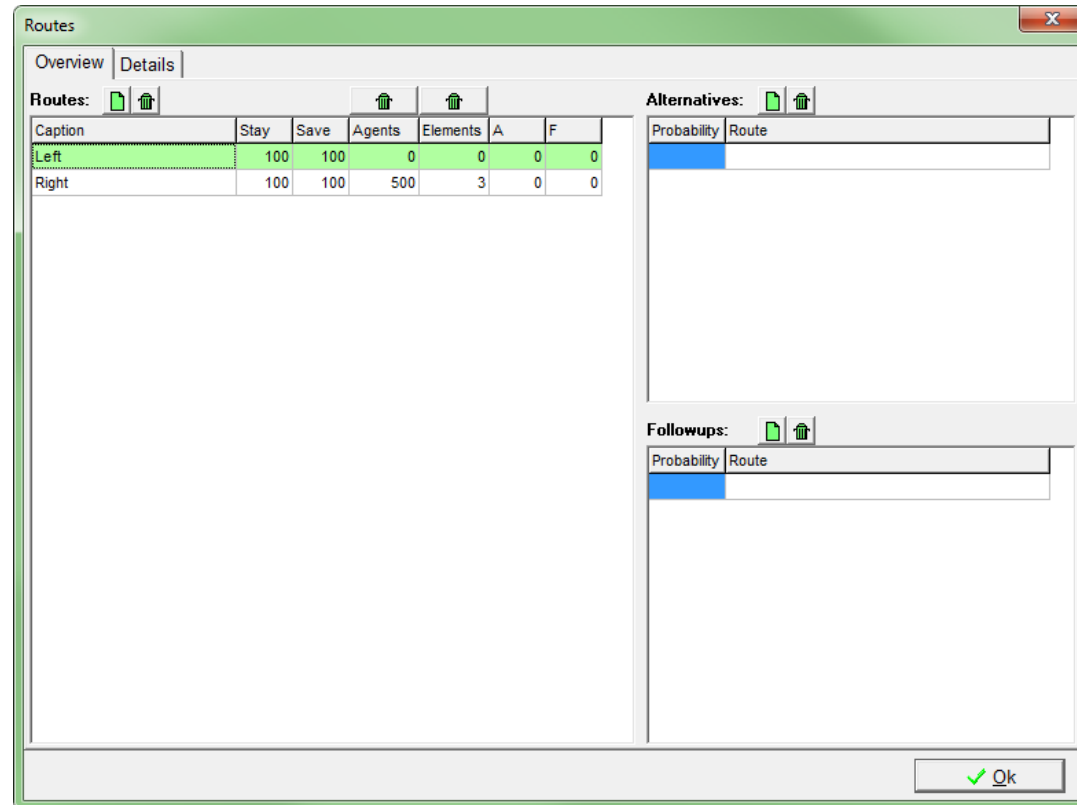 Routes
Overview Details
Routes:
Caption Stay Save Agents Elements A F
Left 100 100 0 0 0 0
Right 100 100 500 3 0 0
Alternatives:
Probability Route
Followups:
Probability Route
Ok